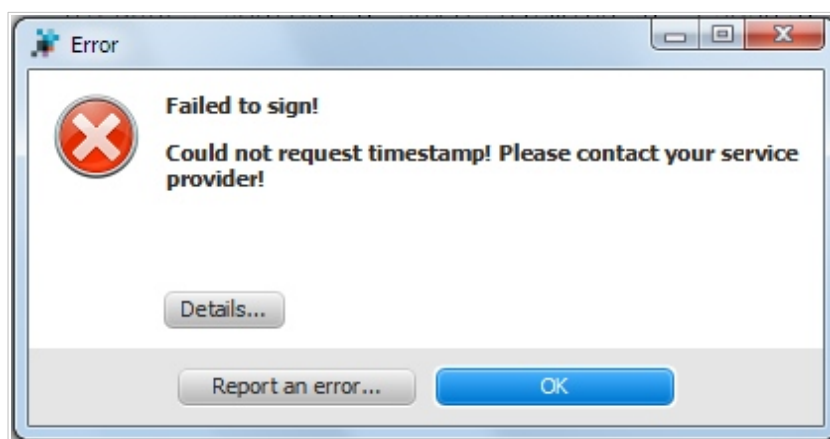 Error
Failed to sign!
Could not request timestamp! Please contact your service
provider!
Details...
Report an error...
OK